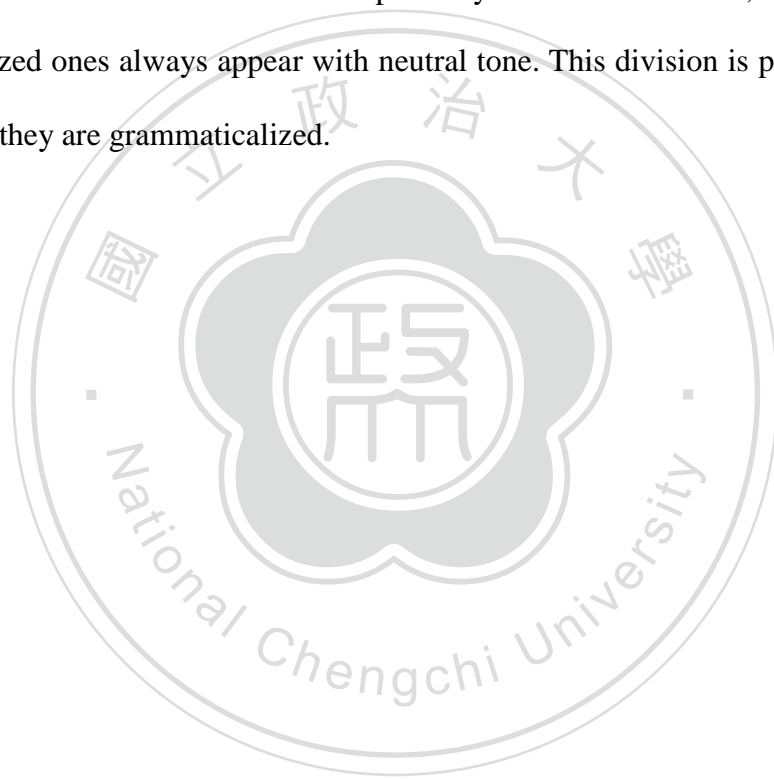 zed ones always appear with neutral tone. This division is p
they are grammaticalized.
國立政治大學
National Chengchi University